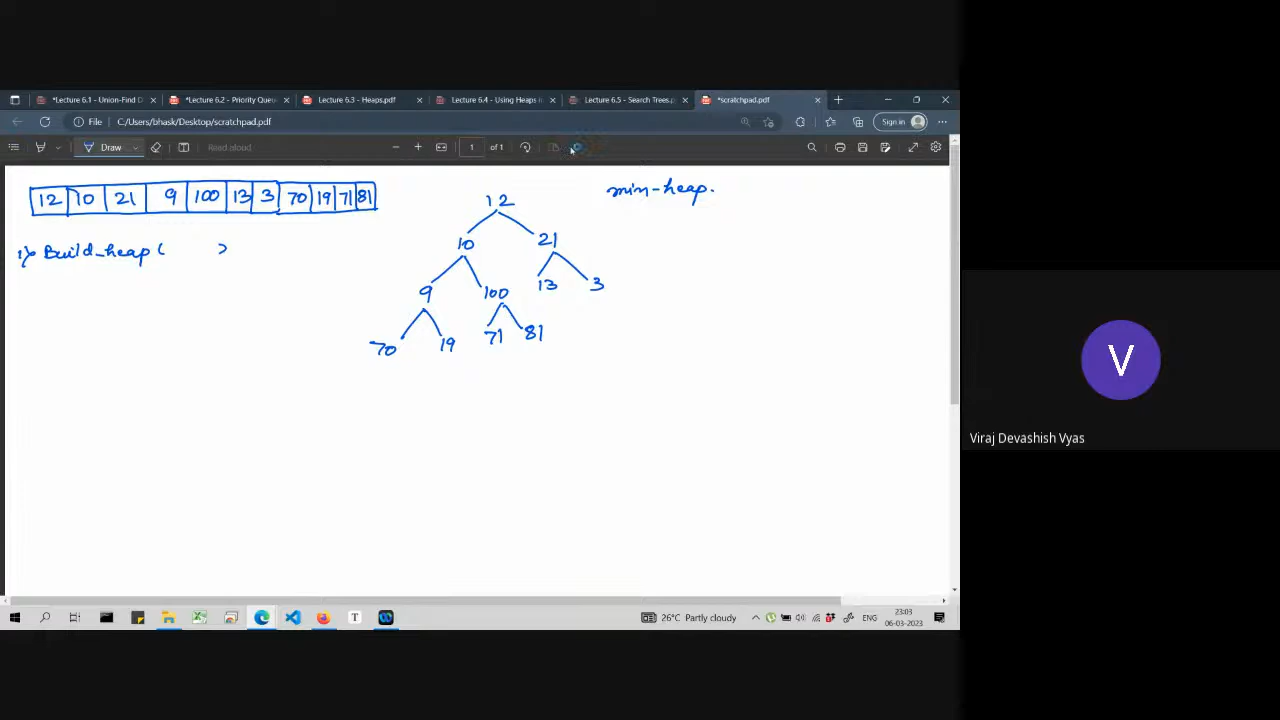 *Lecture 6.1 - Union-Find D
*Lecture 6.2 - Priority Queu
Lecture 6.3 - Heaps.pdf
Lecture 6.4 - Using Heaps i
Lecture 6.5 - Search Trees.p
*scratchpad.pdf
File C:/Users/bhask/Desktop/scratchpad.pdf
Sign in
Draw
Read aloud
1 of 1
12 10 21 9 100 13 3 70 19 71 81
min-heap.
1) Build_heap( )
12
10 21
9 100 13 3
70 19 71 81
V
Viraj Devashish Vyas
26°C Partly cloudy
ENG
23:03
06-03-2023